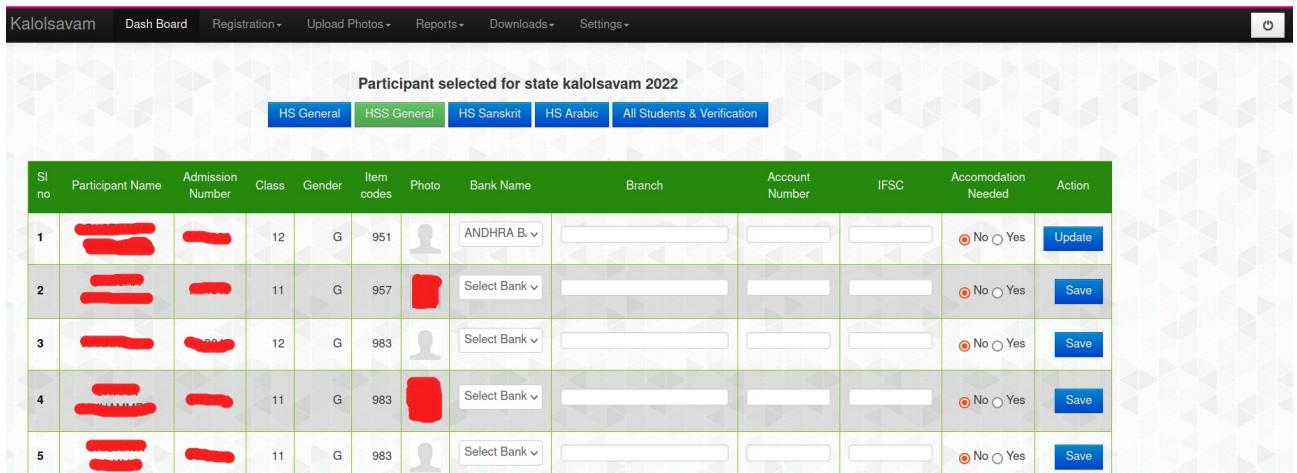 Kalolsavam Dash Board Registration Upload Photos Reports Downloads Settings
Participant selected for state kalolsavam 2022
HS General HSS General HS Sanskrit HS Arabic All Students & Verification
Sl no Participant Name Admission Number Class Gender Item codes Photo Bank Name Branch Account Number IFSC Accomodation Needed Action
1 12 G 951 ANDHRA B No Yes Update
2 11 G 957 Select Bank No Yes Save
3 12 G 983 Select Bank No Yes Save
4 11 G 983 Select Bank No Yes Save
5 11 G 983 Select Bank No Yes Save